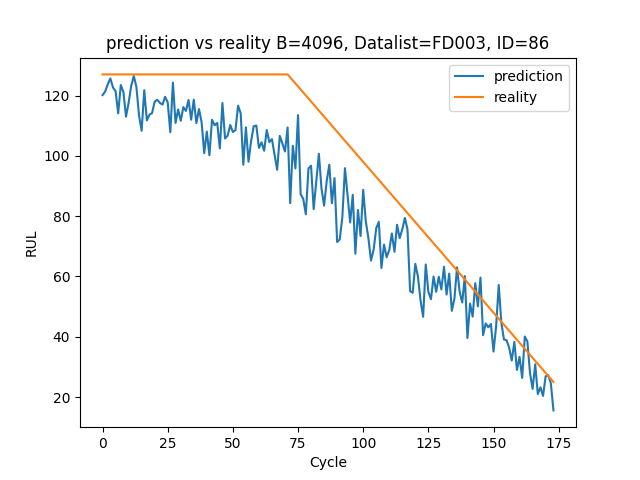 prediction vs reality B=4096, Datalist=FD003, ID=86
prediction
reality
RUL
120
100
80
60
40
20
0 25 50 75 100 125 150 175
Cycle